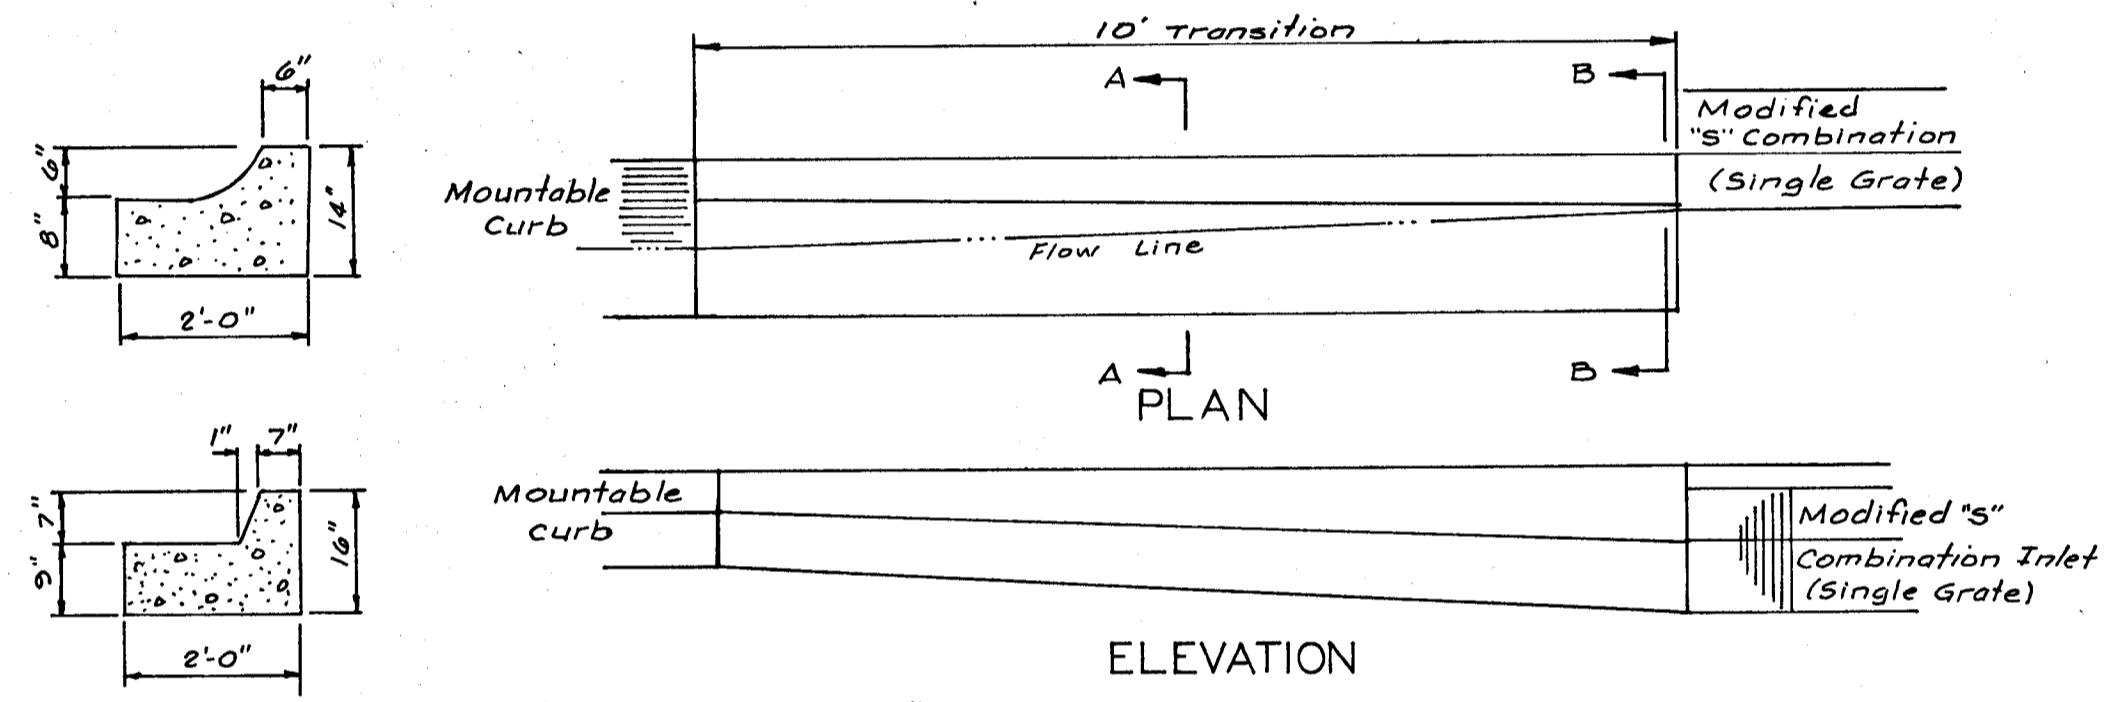 6"
6"
8"
14"
2'-0"
1"
7"
7"
9"
16"
2'-0"
10' Transition
A
B
Modified
"S" Combination
(Single Grate)
Mountable
Curb
Flow Line
A
B
PLAN
Mountable
curb
Modified "S"
Combination Inlet
(Single Grate)
ELEVATION